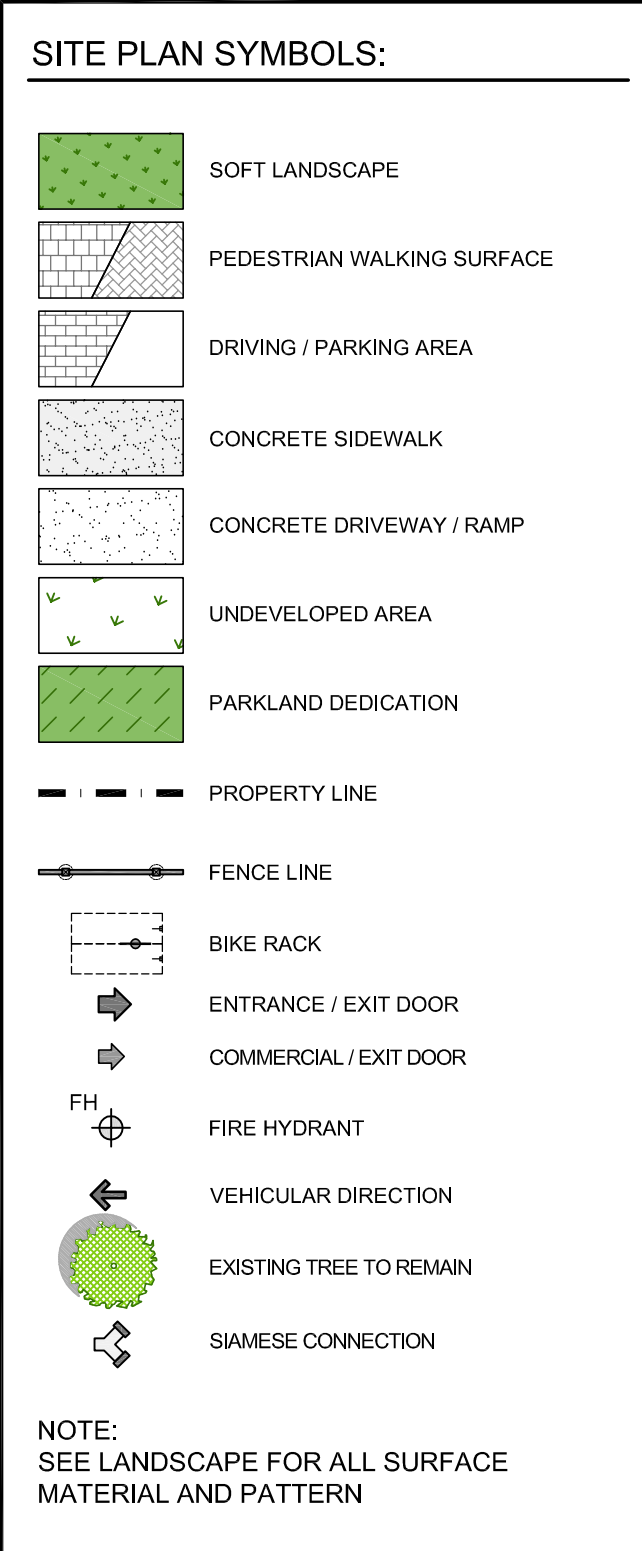 SITE PLAN SYMBOLS:
SOFT LANDSCAPE
PEDESTRIAN WALKING SURFACE
DRIVING / PARKING AREA
CONCRETE SIDEWALK
CONCRETE DRIVEWAY / RAMP
UNDEVELOPED AREA
PARKLAND DEDICATION
PROPERTY LINE
FENCE LINE
BIKE RACK
ENTRANCE / EXIT DOOR
COMMERCIAL / EXIT DOOR
FH
FIRE HYDRANT
VEHICULAR DIRECTION
EXISTING TREE TO REMAIN
SIAMESE CONNECTION
NOTE:
SEE LANDSCAPE FOR ALL SURFACE
MATERIAL AND PATTERN